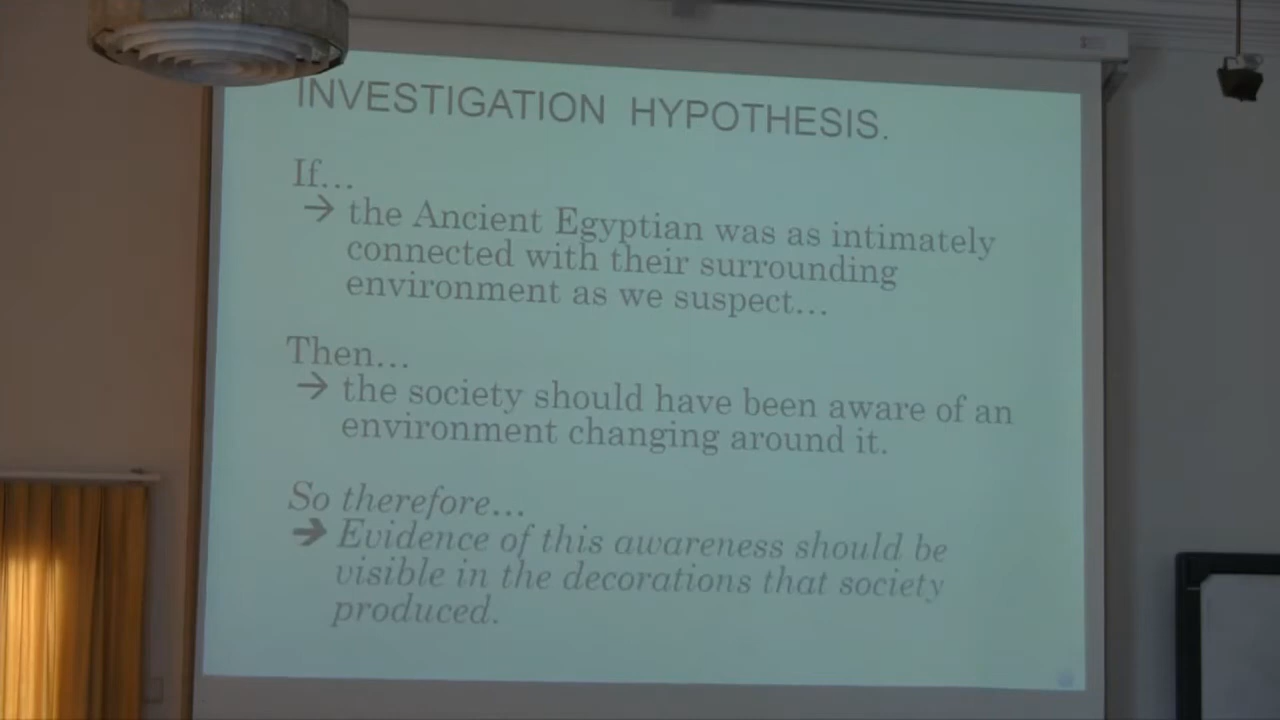 INVESTIGATION HYPOTHESIS.
If...
→ the Ancient Egyptian was as intimately
connected with their surrounding
environment as we suspect...
Then...
→ the society should have been aware of an
environment changing around it.
So therefore...
→ Evidence of this awareness should be
visible in the decorations that society
produced.